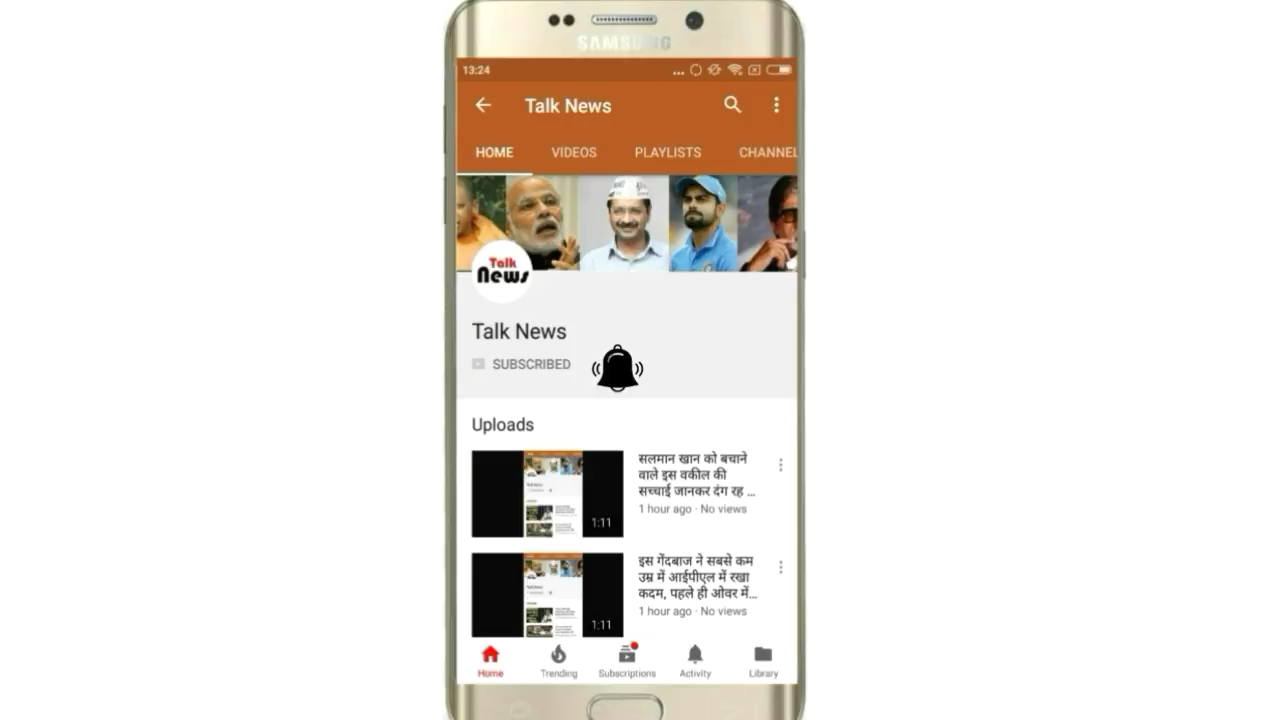 SAMSUNG
13:24
Talk News
HOME VIDEOS PLAYLISTS CHANNEL
Talk
News
Talk News
SUBSCRIBED
Uploads
सलमान खान को बचाने
वाले इस वकील की
सच्चाई जानकर दंग रह ...
1 hour ago · No views
1:11
इस गेंदबाज ने सबसे कम
उम्र में आईपीएल में रखा
कदम, पहले ही ओवर में...
1 hour ago · No views
1:11
Home Trending Subscriptions Activity Library